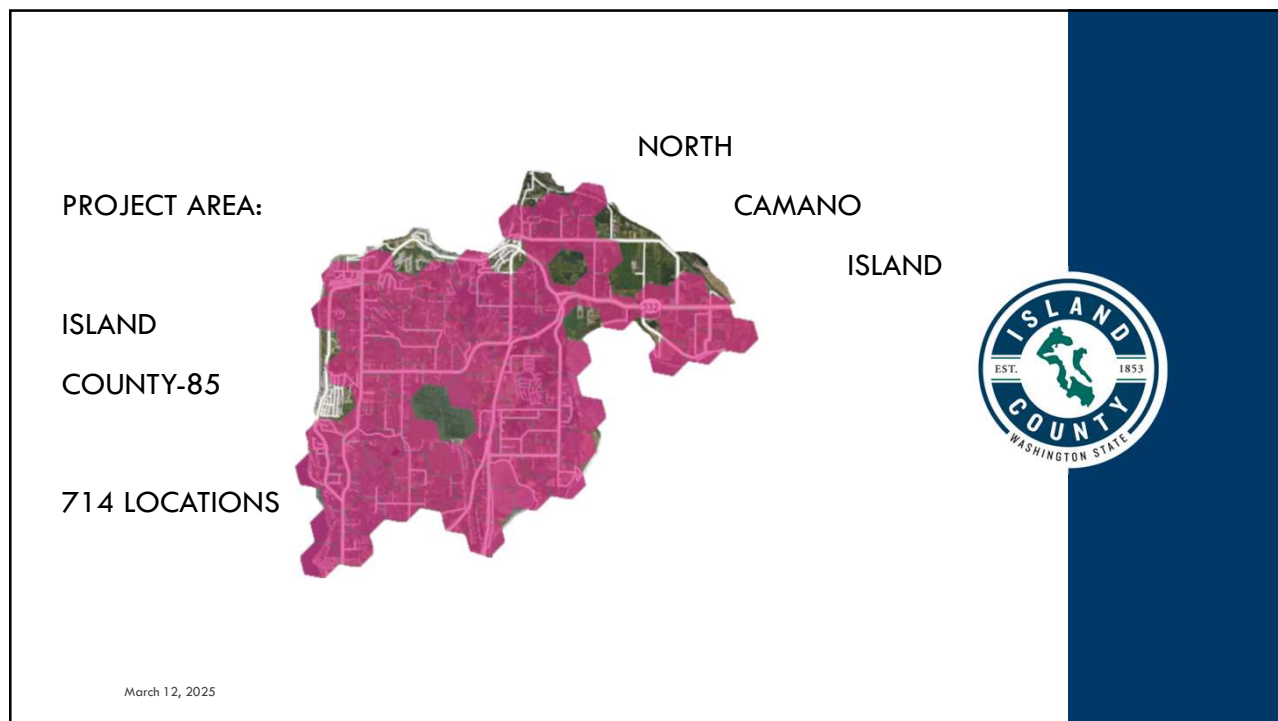 NORTH
PROJECT AREA:
CAMANO
ISLAND
ISLAND
COUNTY-85
714 LOCATIONS
532
ISLAND
EST. 1853
COUNTY
WASHINGTON STATE
March 12, 2025